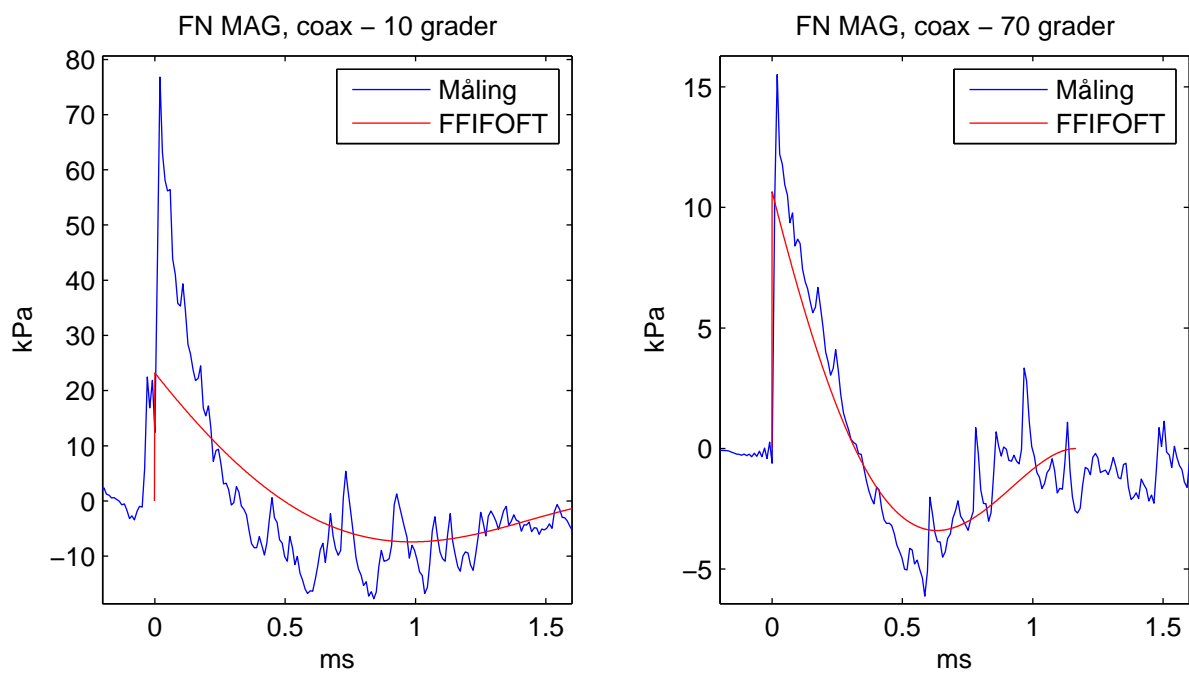 FN MAG, coax − 10 grader
80
70
60
50
40
30
20
10
0
−10
kPa
Måling
FFIFOFT
0
0.5
1
1.5
ms
FN MAG, coax − 70 grader
15
10
5
0
−5
kPa
Måling
FFIFOFT
0
0.5
1
1.5
ms